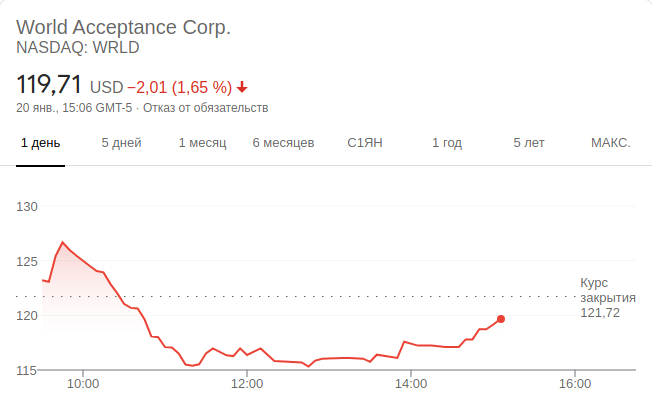 World Acceptance Corp.
NASDAQ: WRLD
119,71 USD −2,01 (1,65 %)
20 янв., 15:06 GMT-5 · Отказ от обязательств
1 день 5 дней 1 месяц 6 месяцев С1ЯН 1 год 5 лет МАКС.
130
125
Курс
закрытия
121,72
120
115
10:00 12:00 14:00 16:00